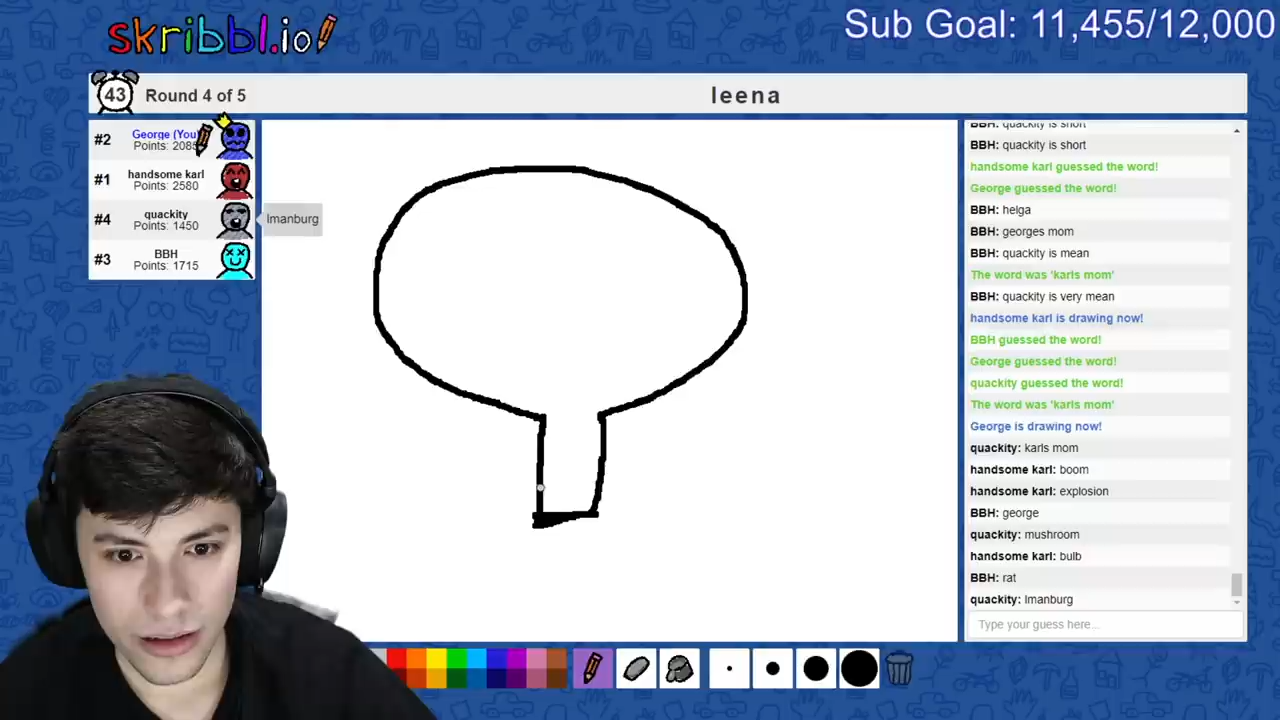 skribbl.io
Sub Goal: 11,455/12,000
43
Round 4 of 5
leena
#2
George (You)
Points: 2085
#1
handsome karl
Points: 2580
#4
quackity
Points: 1450
lmanburg
#3
BBH
Points: 1715
BBH: quackity is short
BBH: quackity is short
handsome karl guessed the word!
George guessed the word!
BBH: helga
BBH: georges mom
BBH: quackity is mean
The word was 'karls mom'
BBH: quackity is very mean
handsome karl is drawing now!
BBH guessed the word!
George guessed the word!
quackity guessed the word!
The word was 'karls mom'
George is drawing now!
quackity: karls mom
handsome karl: boom
handsome karl: explosion
BBH: george
quackity: mushroom
handsome karl: bulb
BBH: rat
quackity: lmanburg
Type your guess here...